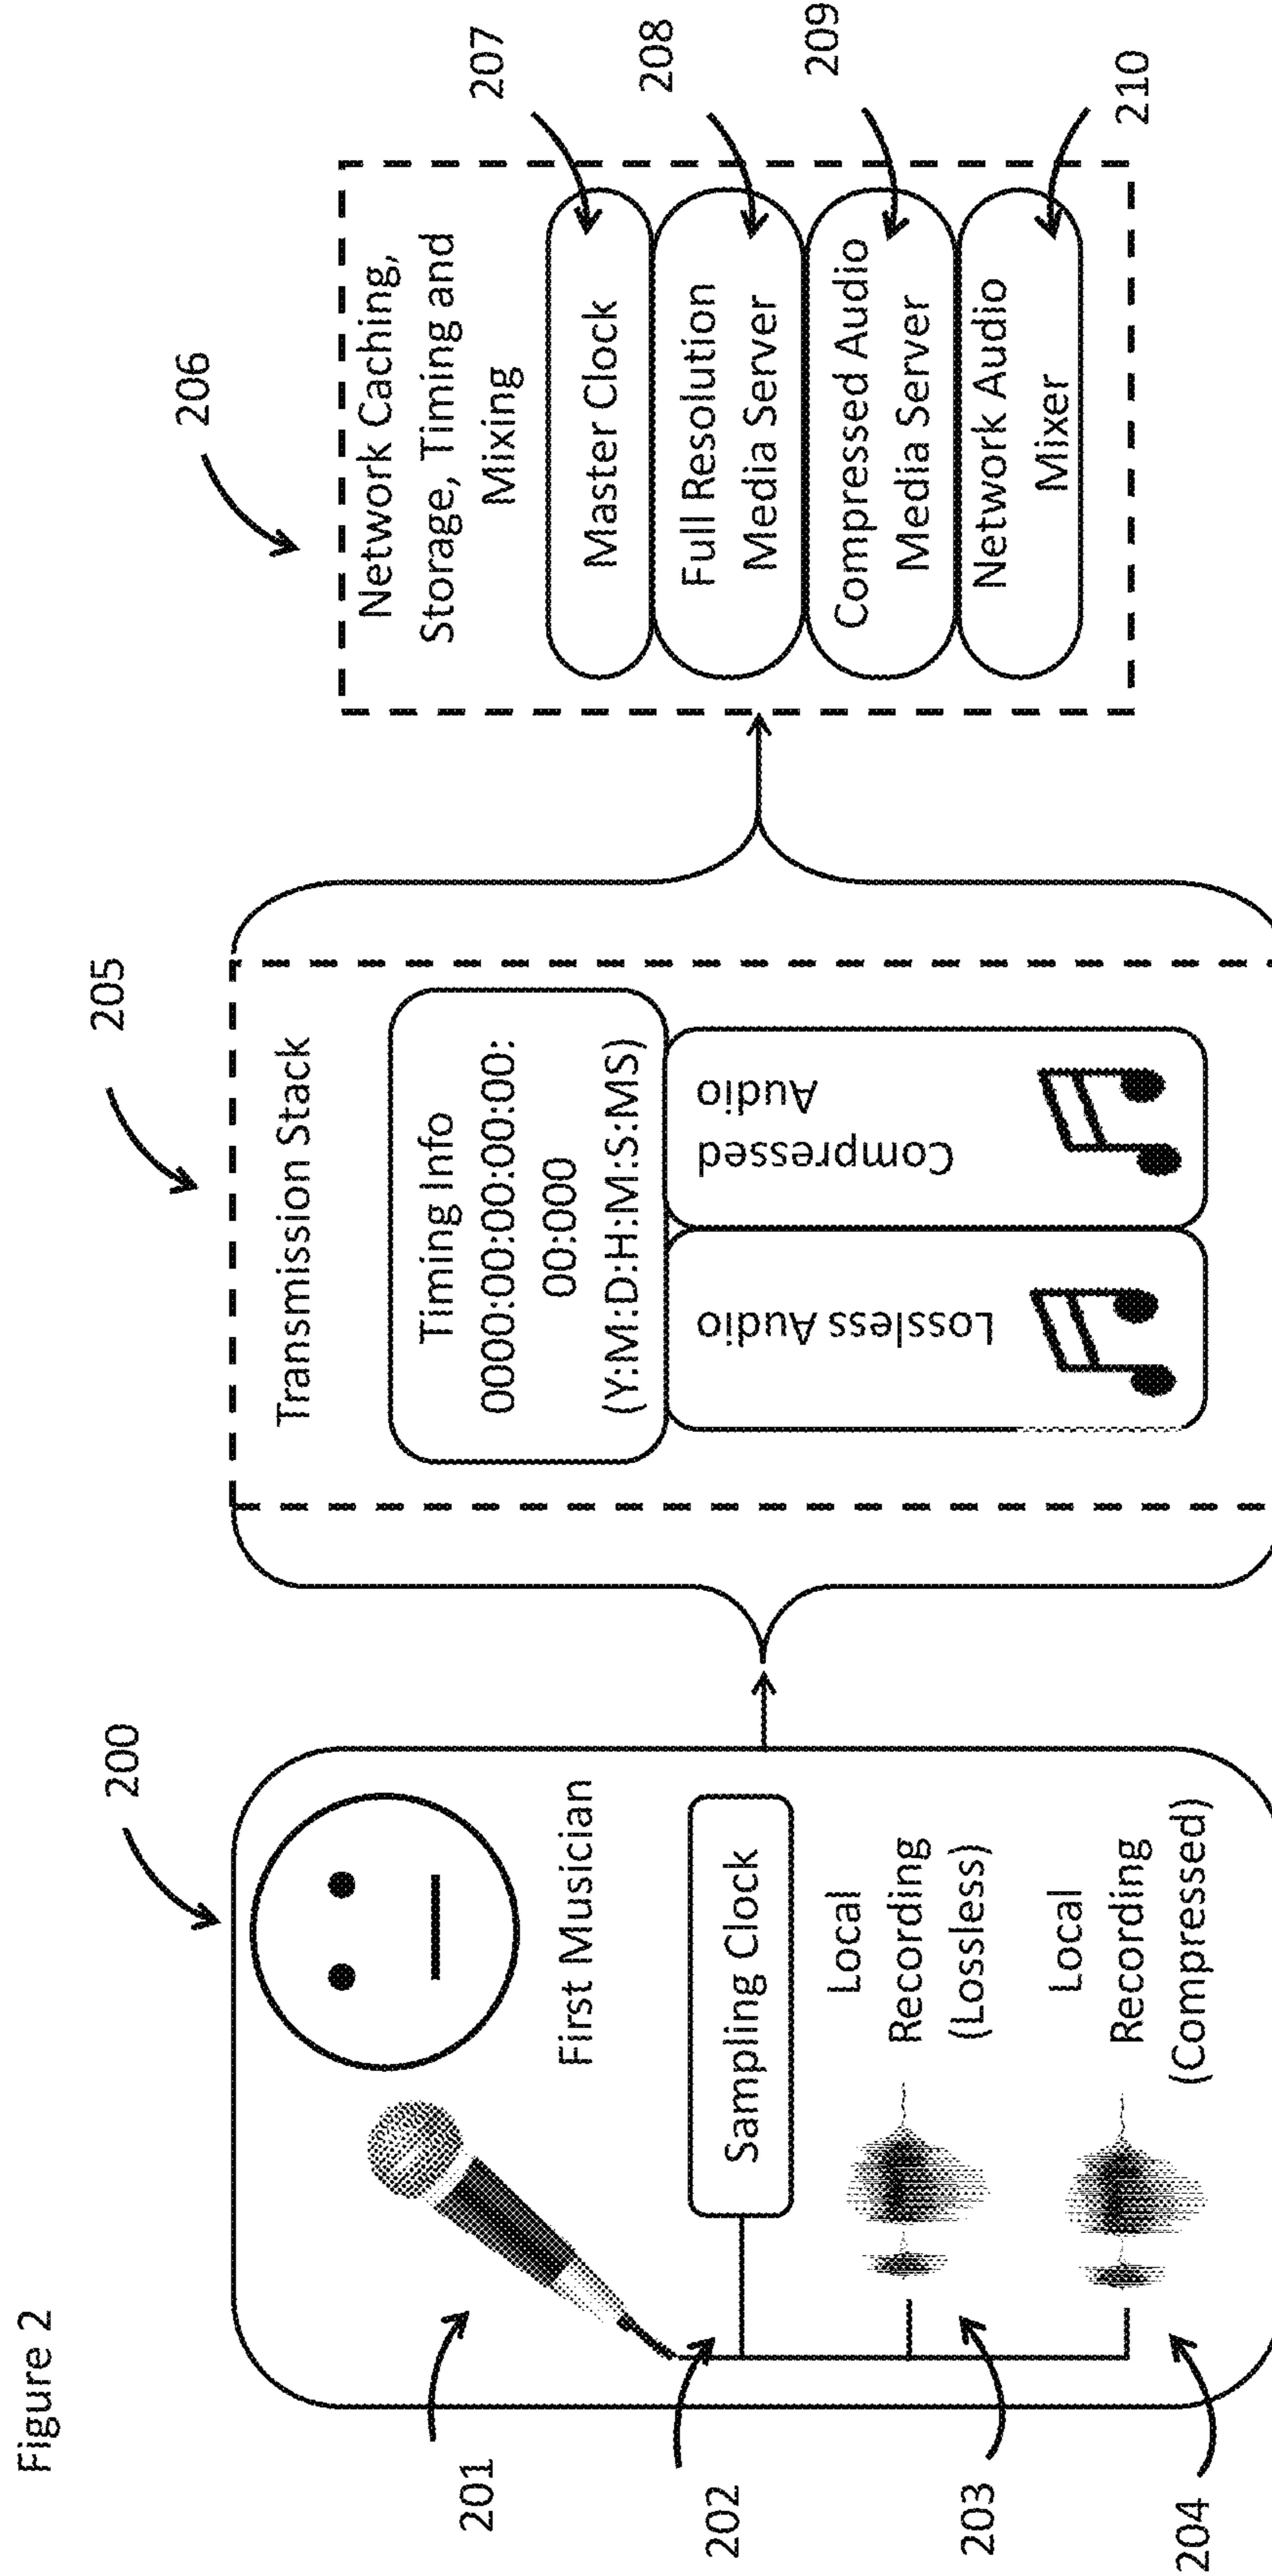 Figure 2
200
201
First Musician
202
Sampling Clock
203
Local
Recording
(Lossless)
204
Local
Recording
(Compressed)
205
Transmission Stack
Timing Info
0000:00:00:00:00:
00:000
(Y:M:D:H:M:S:MS)
Lossless Audio
Compressed
Audio
206
Network Caching,
Storage, Timing and
Mixing
207
Master Clock
208
Full Resolution
Media Server
209
Compressed Audio
Media Server
210
Network Audio
Mixer